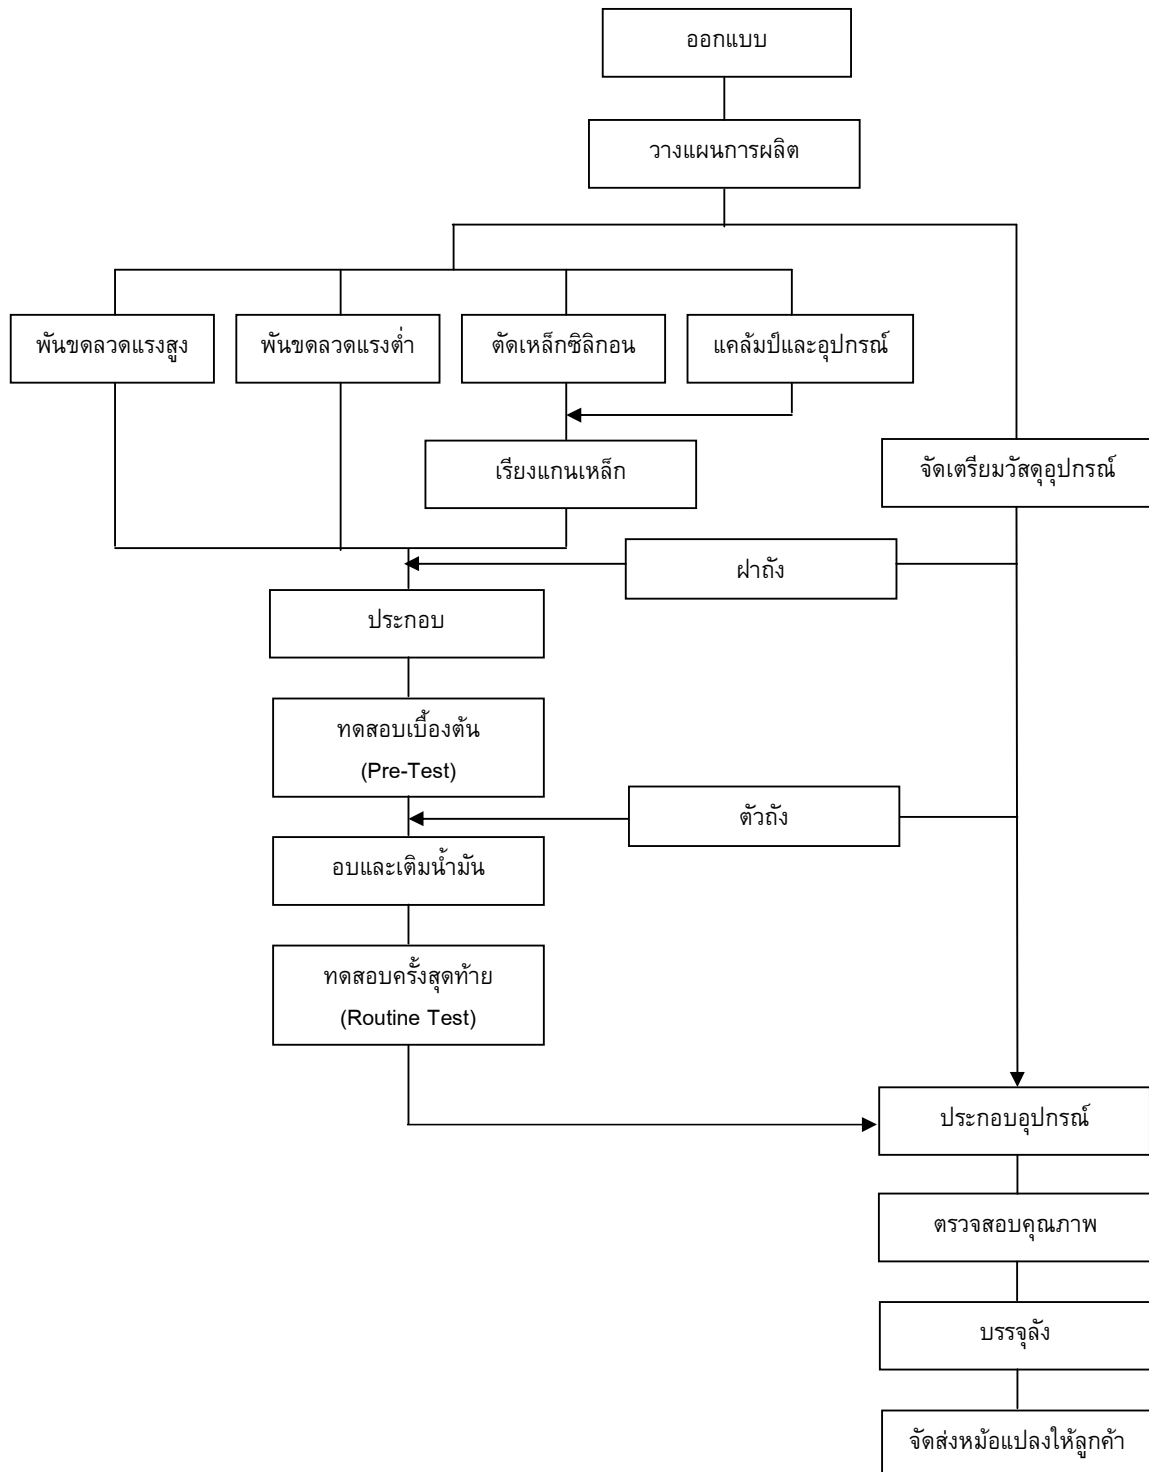 ออกแบบ
วางแผนการผลิต
พันขดลวดแรงสูง
พันขดลวดแรงต่ำ
ตัดเหล็กซิลิกอน
แคล้มป์และอุปกรณ์
เรียงแกนเหล็ก
จัดเตรียมวัสดุอุปกรณ์
ฝาถัง
ประกอบ
ทดสอบเบื้องต้น
(Pre-Test)
ตัวถัง
อบและเติมน้ำมัน
ทดสอบครั้งสุดท้าย
(Routine Test)
ประกอบอุปกรณ์
ตรวจสอบคุณภาพ
บรรจุลัง
จัดส่งหม้อแปลงให้ลูกค้า